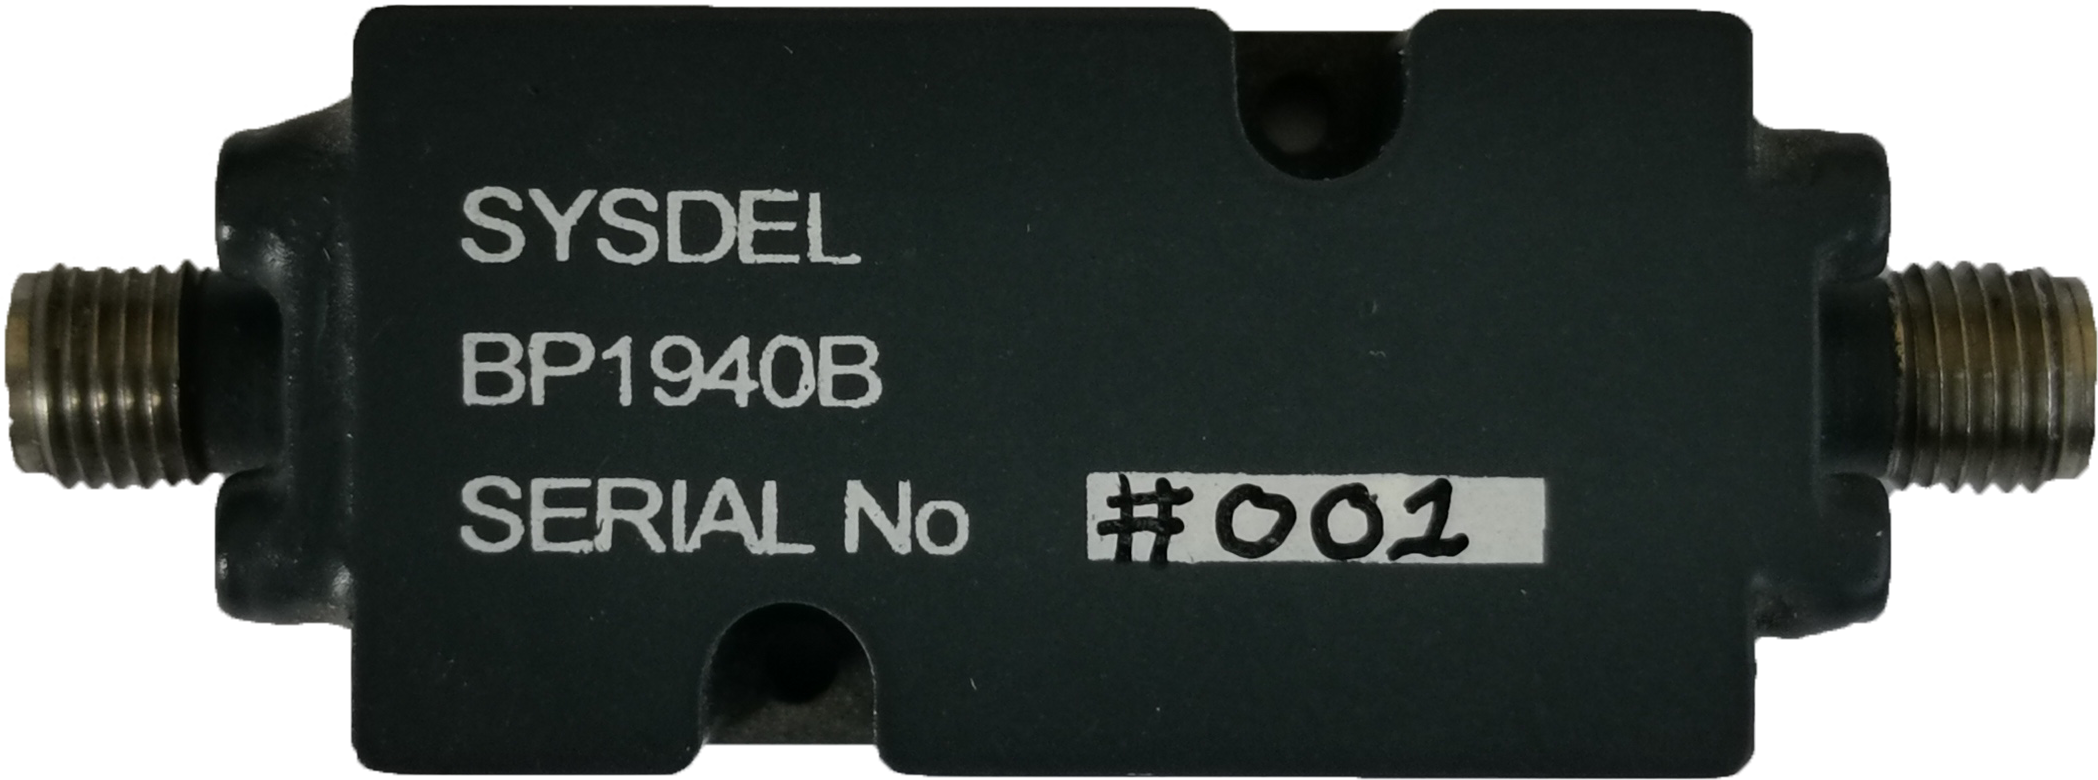 SYSDEL
BP1940B
SERIAL No #001